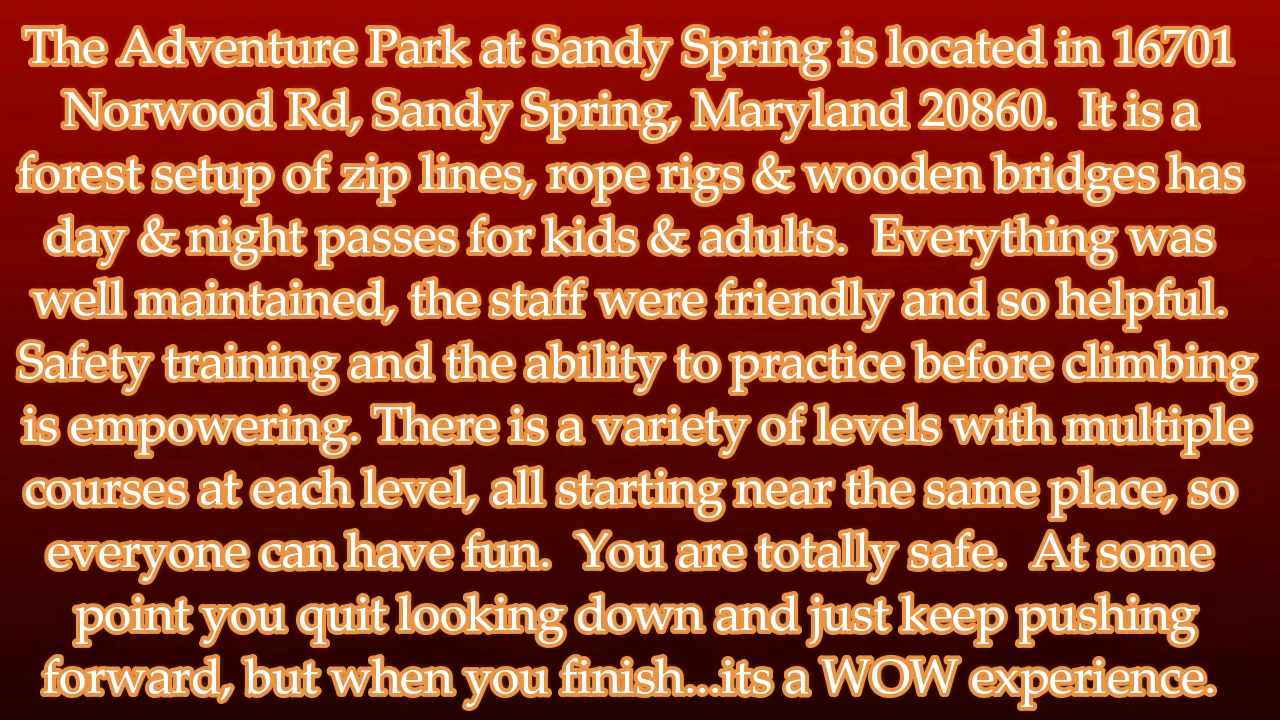 The Adventure Park at Sandy Spring is located in 16701
Norwood Rd, Sandy Spring, Maryland 20860.  It is a
forest setup of zip lines, rope rigs & wooden bridges has
day & night passes for kids & adults.  Everything was
well maintained, the staff were friendly and so helpful.
Safety training and the ability to practice before climbing
is empowering. There is a variety of levels with multiple
courses at each level, all starting near the same place, so
everyone can have fun.  You are totally safe.  At some
point you quit looking down and just keep pushing
forward, but when you finish...its a WOW experience.